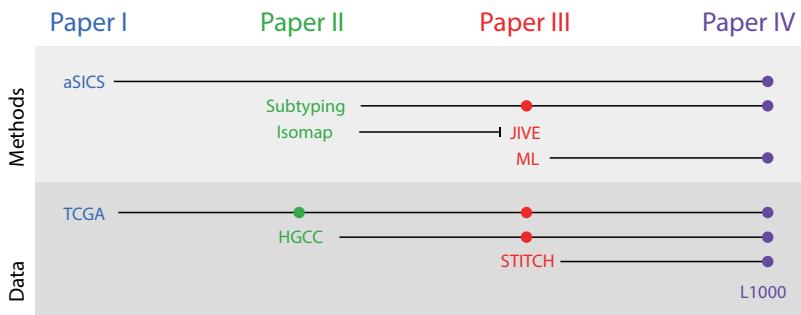 Paper I Paper II Paper III Paper IV
Methods
aSICS
Subtyping
Isomap JIVE
ML
Data
TCGA
HGCC
STITCH
L1000